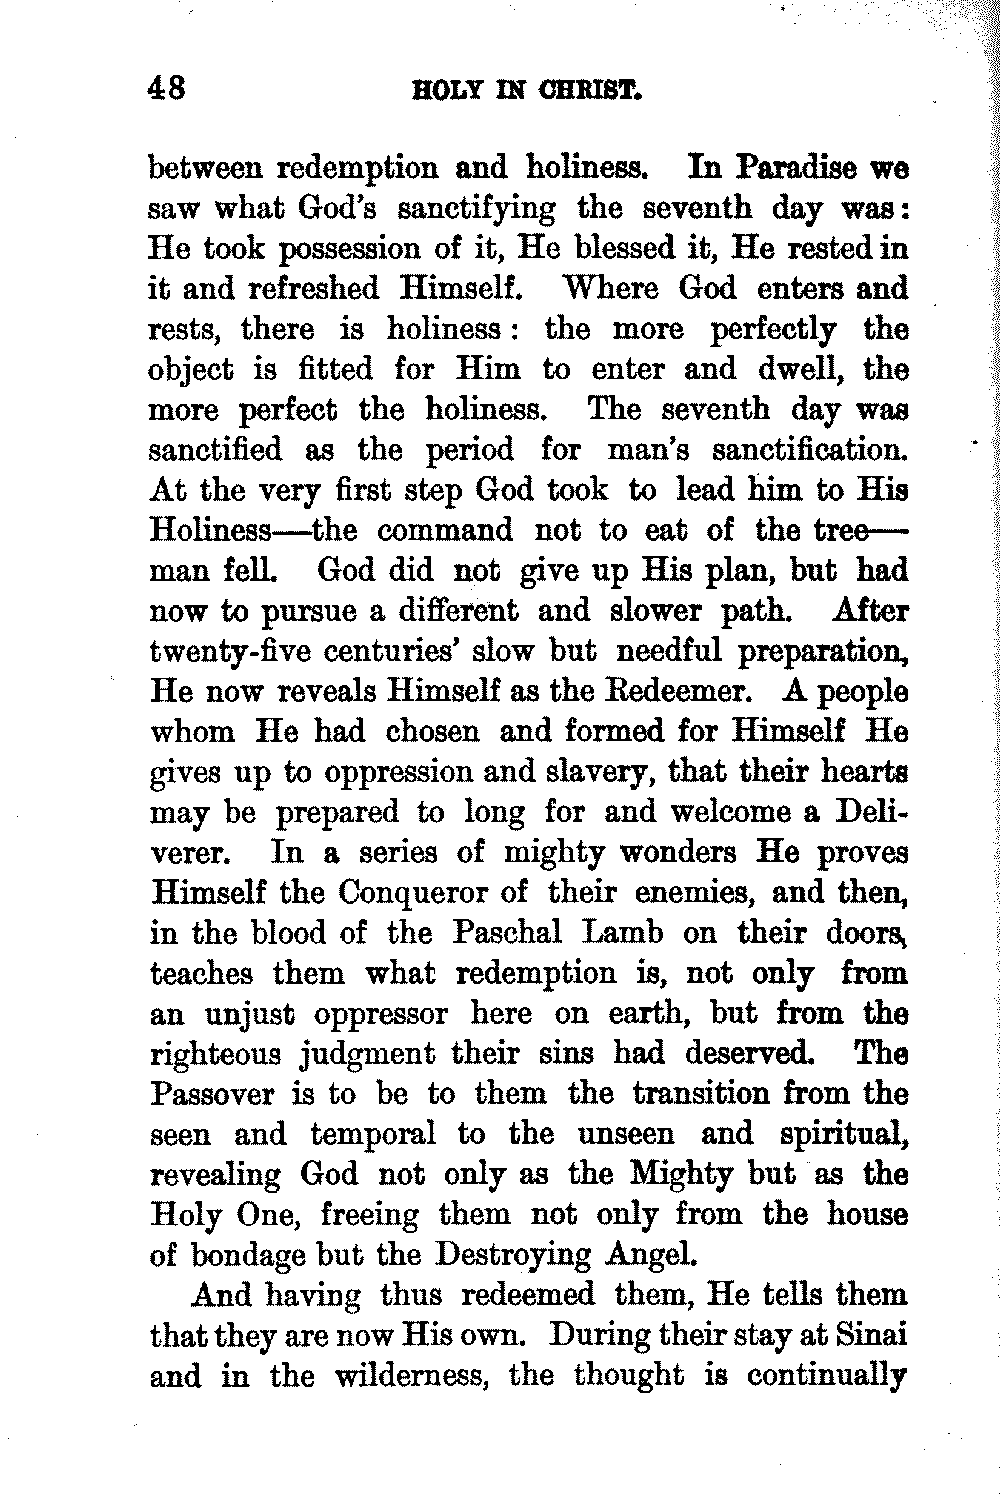 48 HOLY IN CHRIST.
between redemption and holiness. In Paradise we
saw what God's sanctifying the seventh day was:
He took possession of it, He blessed it, He rested in
it and refreshed Himself. Where God enters and
rests, there is holiness: the more perfectly the
object is fitted for Him to enter and dwell, the
more perfect the holiness. The seventh day was
sanctified as the period for man's sanctification.
At the very first step God took to lead him to His
Holiness—the command not to eat of the tree—
man fell. God did not give up His plan, but had
now to pursue a different and slower path. After
twenty-five centuries' slow but needful preparation,
He now reveals Himself as the Redeemer. A people
whom He had chosen and formed for Himself He
gives up to oppression and slavery, that their hearts
may be prepared to long for and welcome a Deli-
verer. In a series of mighty wonders He proves
Himself the Conqueror of their enemies, and then,
in the blood of the Paschal Lamb on their doors,
teaches them what redemption is, not only from
an unjust oppressor here on earth, but from the
righteous judgment their sins had deserved. The
Passover is to be to them the transition from the
seen and temporal to the unseen and spiritual,
revealing God not only as the Mighty but as the
Holy One, freeing them not only from the house
of bondage but the Destroying Angel.
And having thus redeemed them, He tells them
that they are now His own. During their stay at Sinai
and in the wilderness, the thought is continually